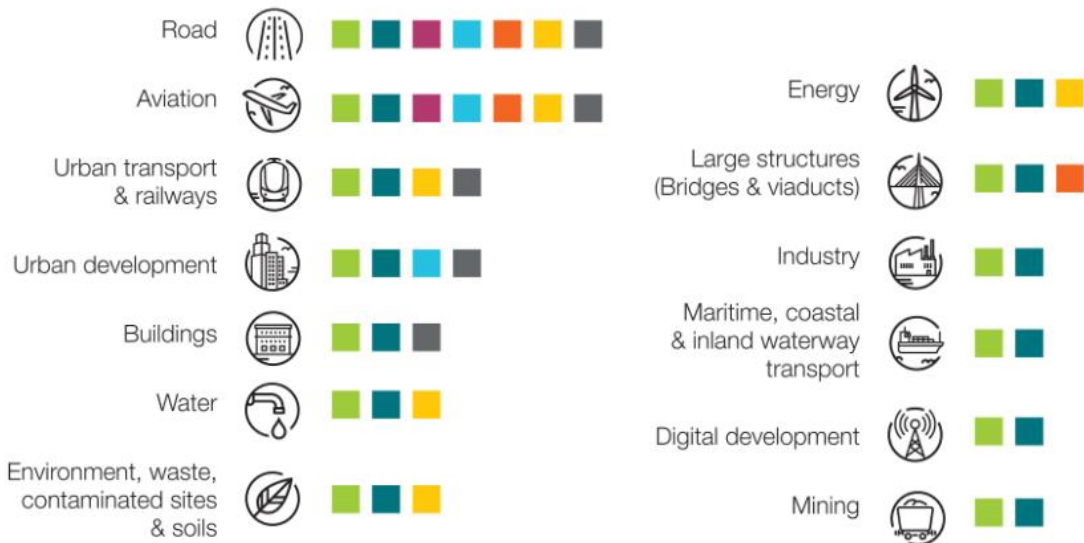 Road
Aviation
Urban transport
& railways
Urban development
Buildings
Water
Environment, waste,
contaminated sites
& soils
Energy
Large structures
(Bridges & viaducts)
Industry
Maritime, coastal
& inland waterway
transport
Digital development
Mining